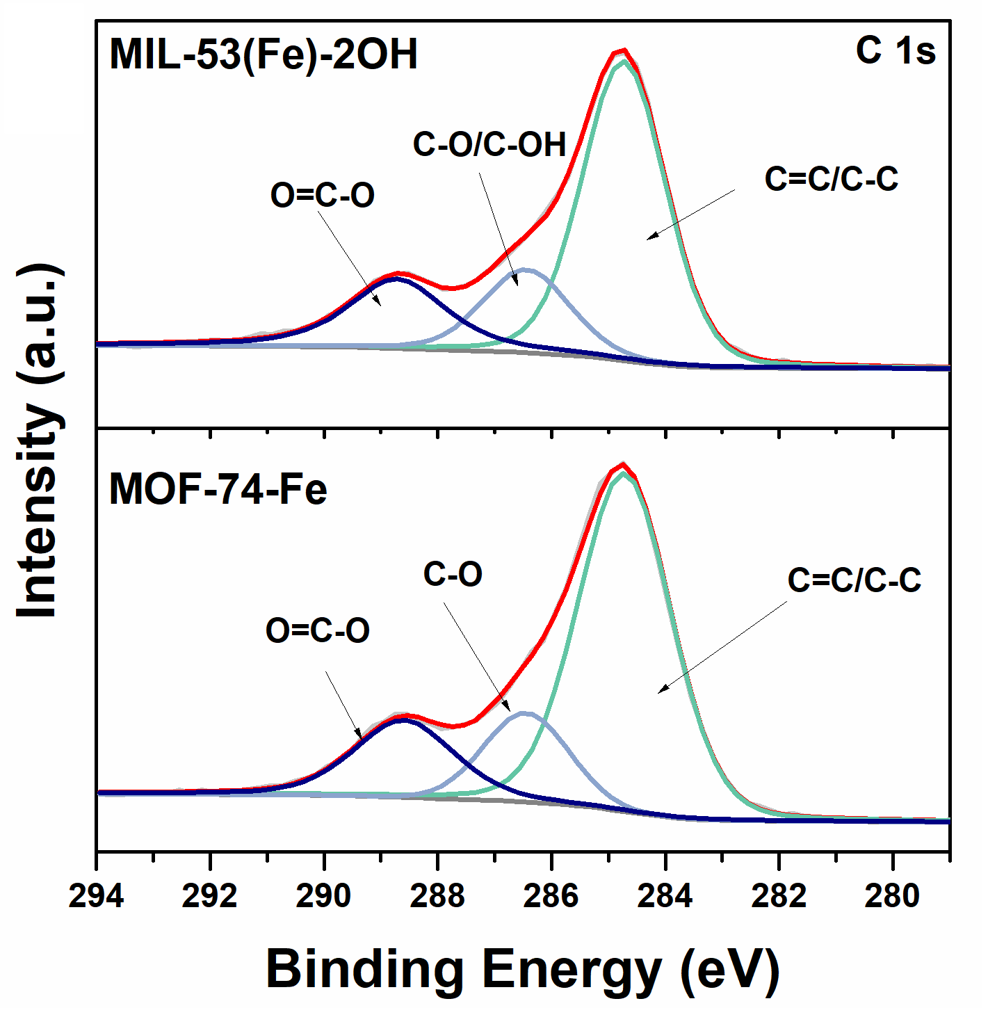 MIL-53(Fe)-2OH
C 1s
C-O/C-OH
O=C-O
C=C/C-C
MOF-74-Fe
C-O
O=C-O
C=C/C-C
Intensity (a.u.)
294 292 290 288 286 284 282 280
Binding Energy (eV)